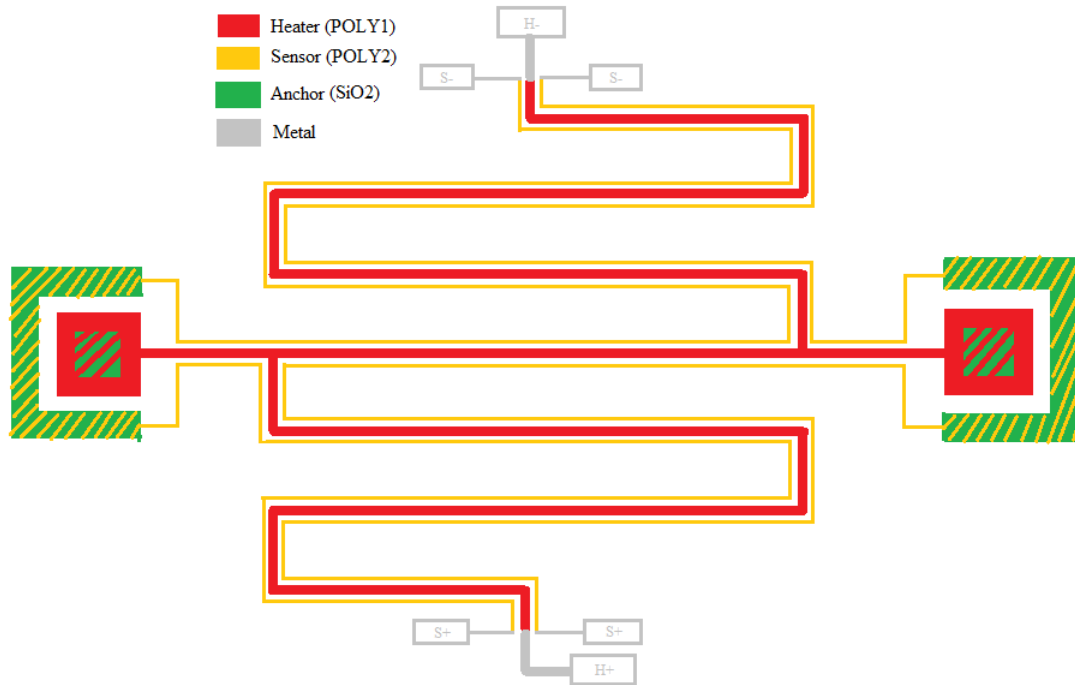 H-
Heater (POLY1)
Sensor (POLY2)
S-
S-
Anchor (SiO2)
Metal
S+
S+
H+